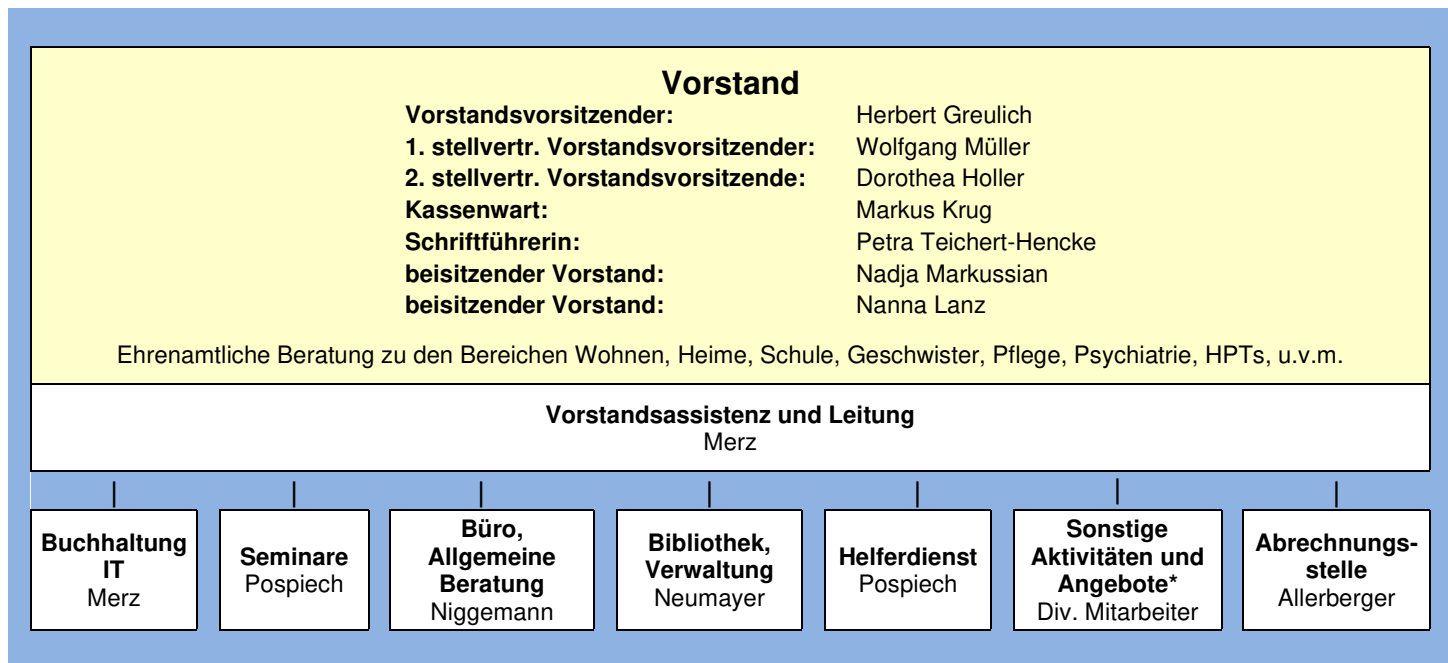 Vorstand
Vorstandsvorsitzender: Herbert Greulich
1. stellvertr. Vorstandsvorsitzender: Wolfgang Müller
2. stellvertr. Vorstandsvorsitzende: Dorothea Holler
Kassenwart: Markus Krug
Schriftführerin: Petra Teichert-Hencke
beisitzender Vorstand: Nadja Markussian
beisitzender Vorstand: Nanna Lanz
Ehrenamtliche Beratung zu den Bereichen Wohnen, Heime, Schule, Geschwister, Pflege, Psychiatrie, HPTs, u.v.m.
Vorstandsassistenz und Leitung
Merz
Buchhaltung
IT
Merz
Seminare
Pospiech
Büro,
Allgemeine
Beratung
Niggemann
Bibliothek,
Verwaltung
Neumayer
Helferdienst
Pospiech
Sonstige
Aktivitäten und
Angebote*
Div. Mitarbeiter
Abrechnungs-
stelle
Allerberger